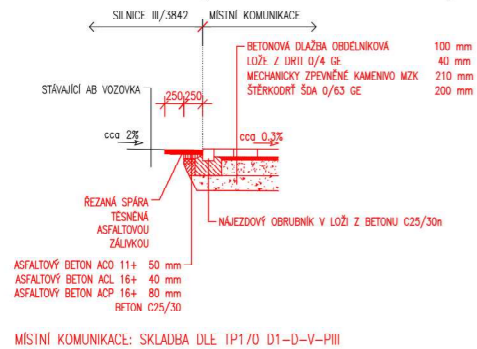 SILNICE III/3842
MÍSTNÍ KOMUNIKACE
BETONOVÁ DLAŽBA OBDÉLNÍKOVÁ 100 mm
LOŽE Z DRTI 0/4 GE 40 mm
MECHANICKY ZPEVNĚNÉ KAMENIVO MZK 210 mm
ŠTĚRKODRŤ ŠDA 0/63 GE 200 mm
STÁVAJÍCÍ AB VOZOVKA
250 250
cca 2%
cca 0.3%
ŘEZANÁ SPÁRA
TĚSNĚNÁ
ASFALTOVOU
ZÁLIVKOU
NÁJEZDOVÝ OBRUBNÍK V LOŽI Z BETONU C25/30n
ASFALTOVÝ BETON ACO 11+ 50 mm
ASFALTOVÝ BETON ACL 16+ 40 mm
ASFALTOVÝ BETON ACP 16+ 80 mm
BETON C25/30
MÍSTNÍ KOMUNIKACE: SKLADBA DLE TP170 D1-D-V-PIII